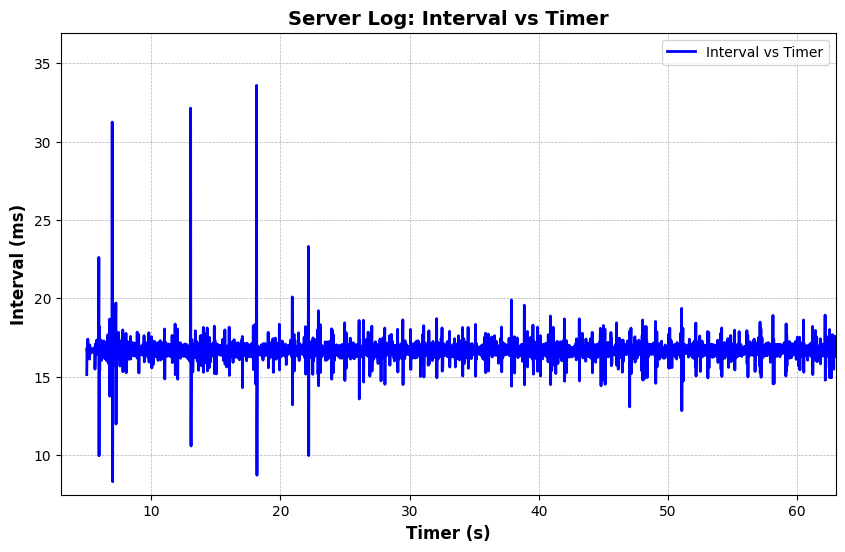 Server Log: Interval vs Timer
Interval vs Timer
35
30
25
20
15
10
Interval (ms)
10 20 30 40 50 60
Timer (s)